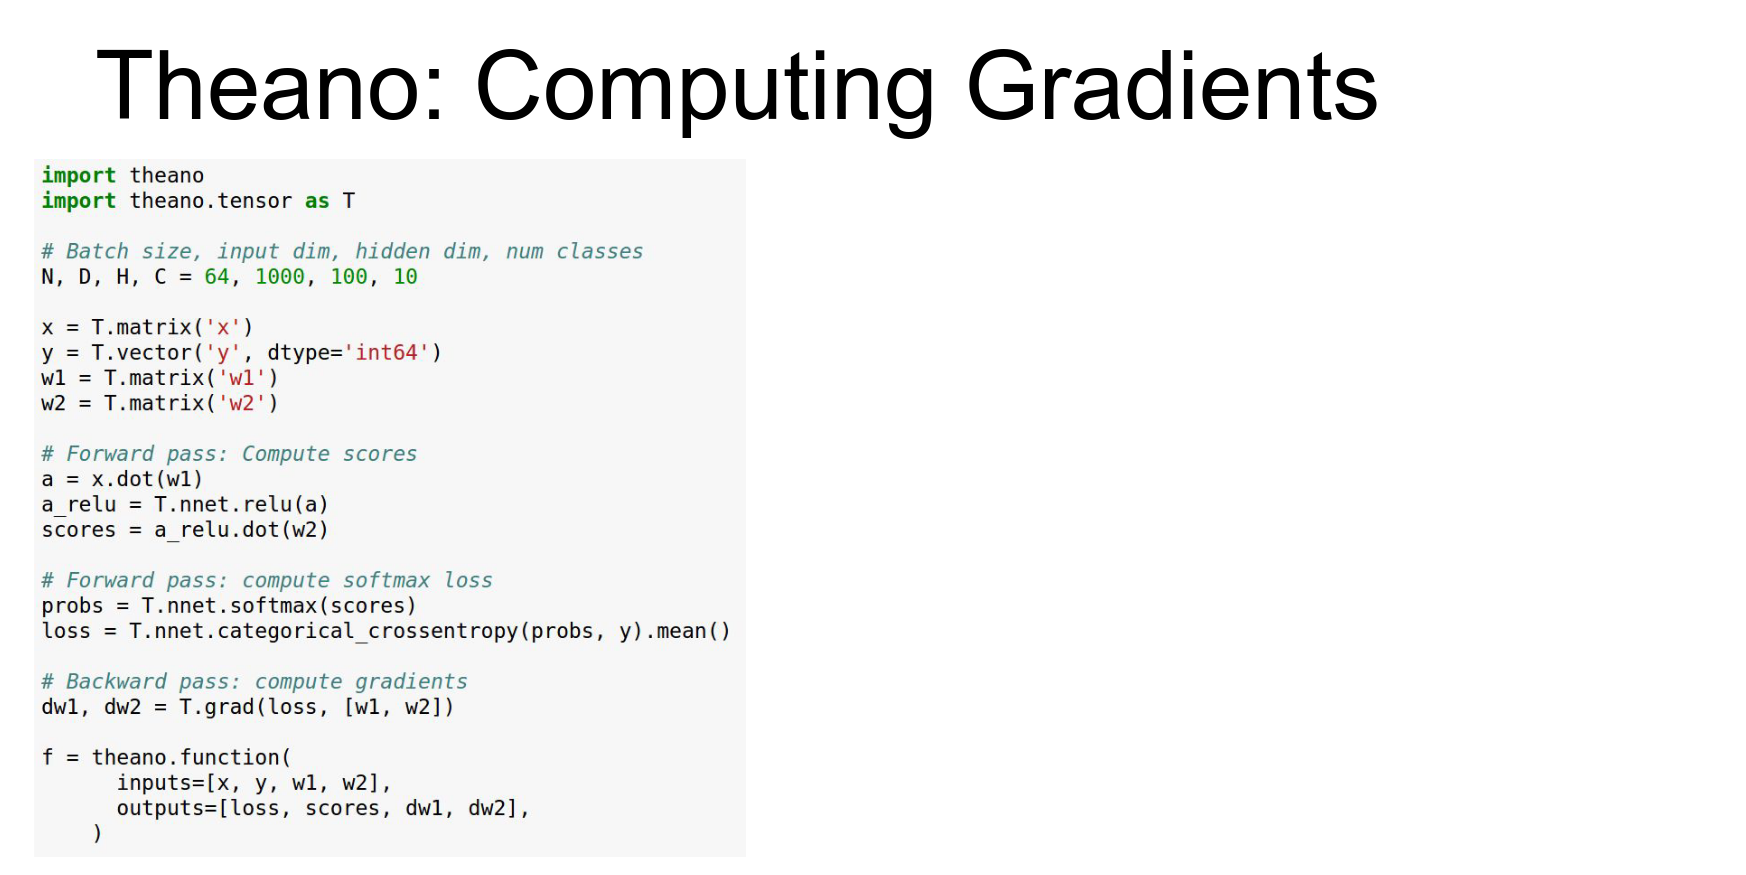 Theano: Computing Gradients
import theano
import theano.tensor as T
# Batch size, input dim, hidden dim, num classes
N, D, H, C = 64, 1000, 100, 10
x = T.matrix('x')
y = T.vector('y', dtype='int64')
w1 = T.matrix('w1')
w2 = T.matrix('w2')
# Forward pass: Compute scores
a = x.dot(w1)
a_relu = T.nnet.relu(a)
scores = a_relu.dot(w2)
# Forward pass: compute softmax loss
probs = T.nnet.softmax(scores)
loss = T.nnet.categorical_crossentropy(probs, y).mean()
# Backward pass: compute gradients
dw1, dw2 = T.grad(loss, [w1, w2])
f = theano.function(
      inputs=[x, y, w1, w2],
      outputs=[loss, scores, dw1, dw2],
    )